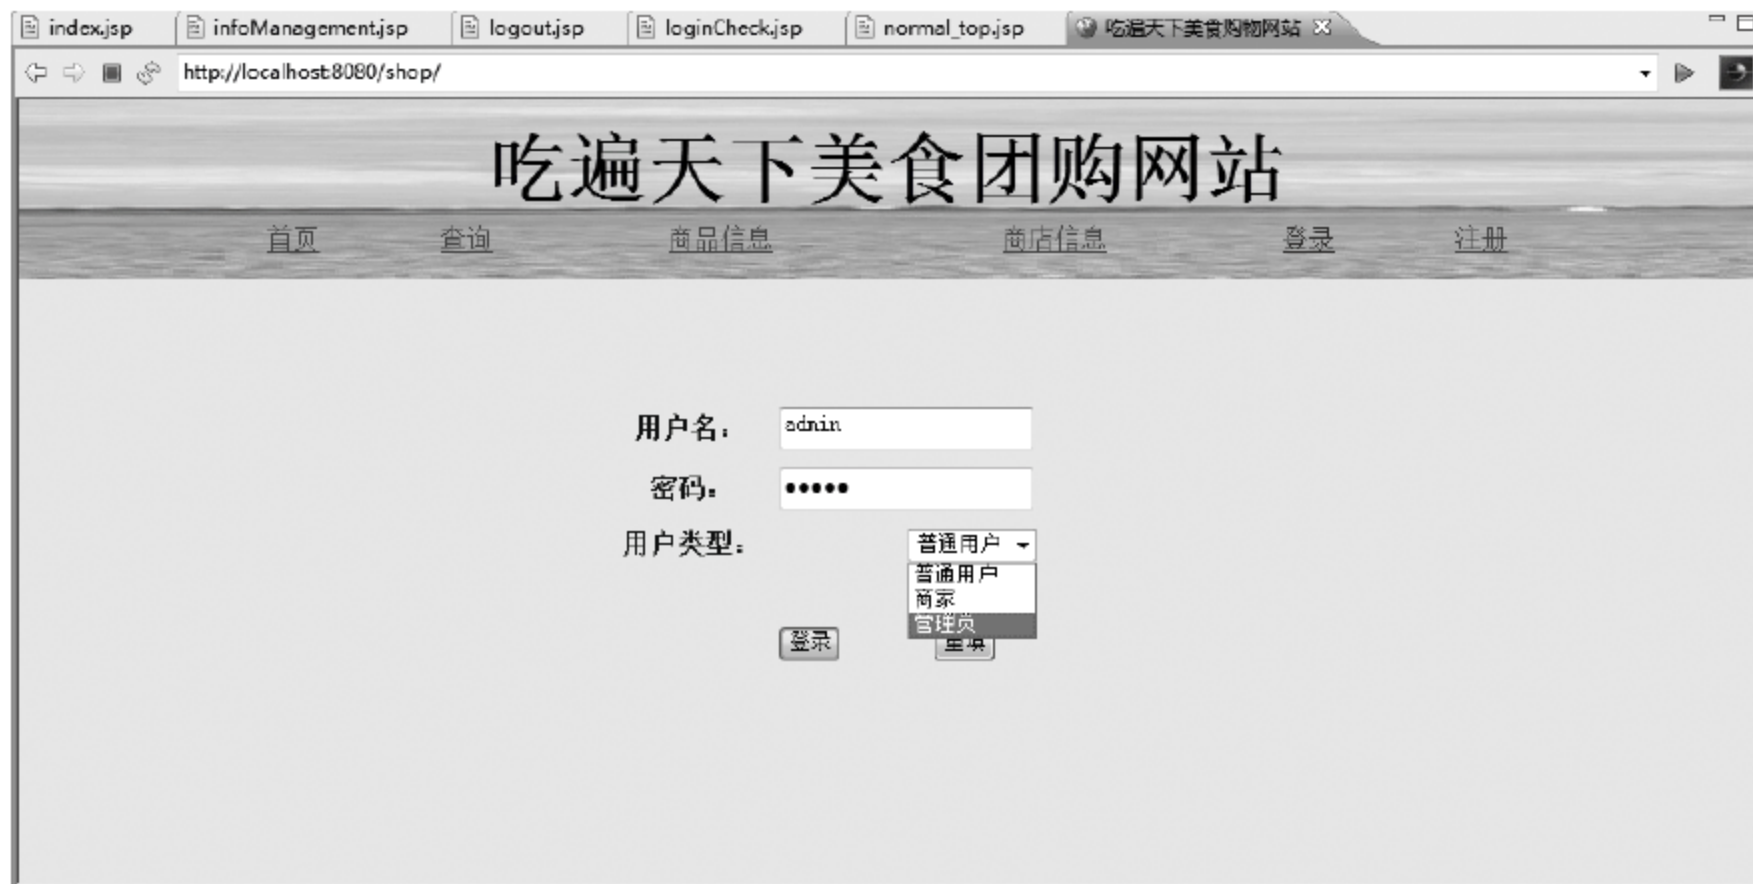 index.jsp infoManagement.jsp logout.jsp loginCheck.jsp normal_top.jsp 吃遍天下美食购物网站
http://localhost:8080/shop/
吃遍天下美食团购网站
首页 查询 商品信息 商店信息 登录 注册
用户名： admin
密码： •••••
用户类型： 普通用户
普通用户
商家
管理员
登录 重填